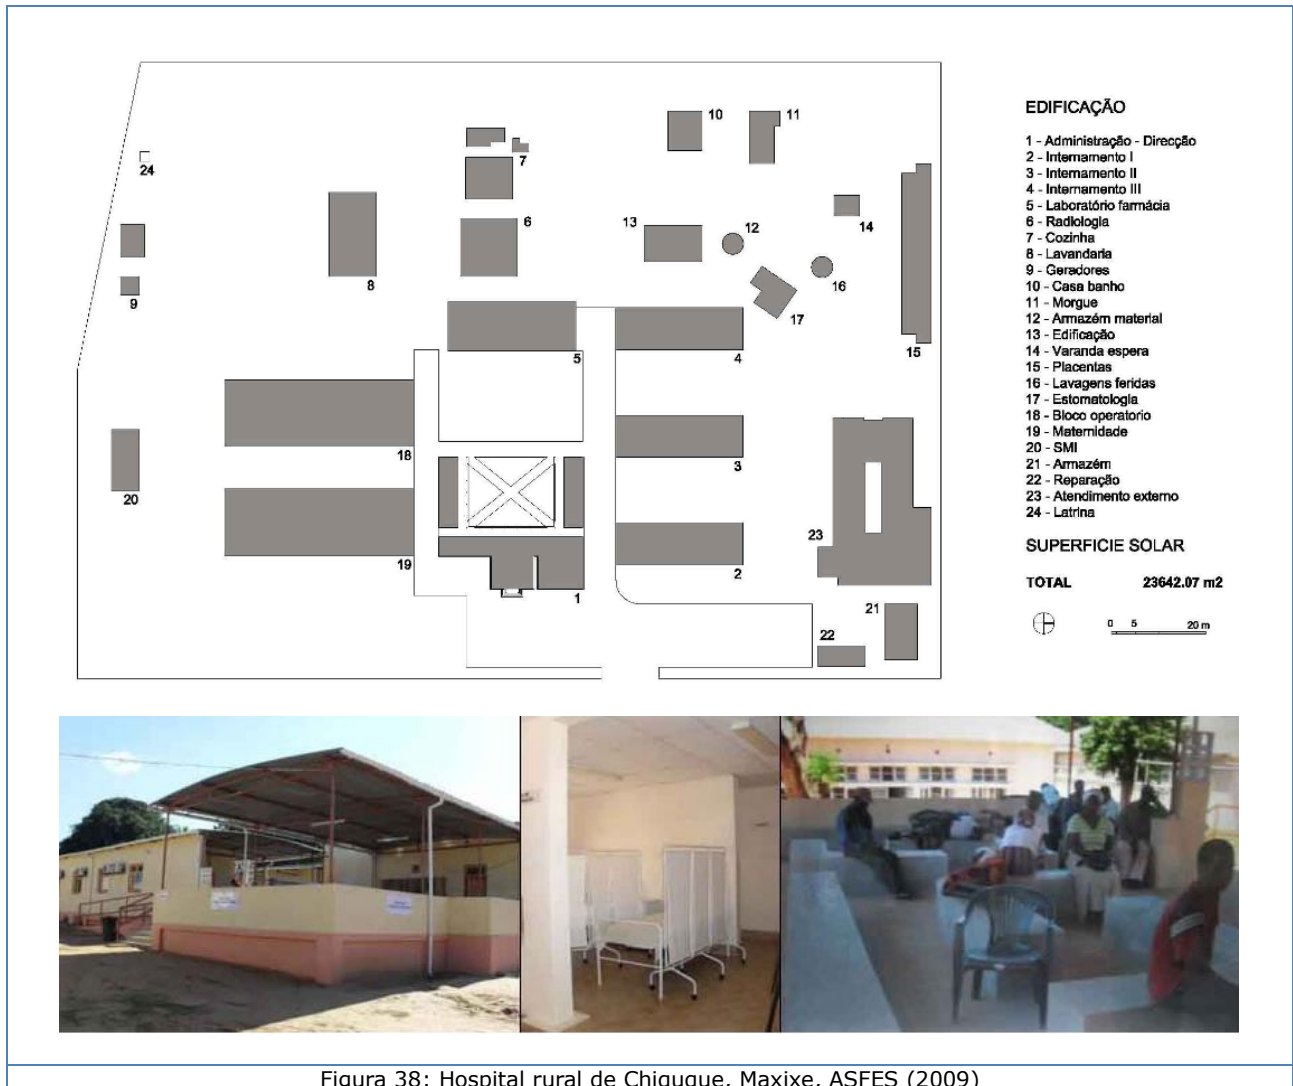 10
11
24
7
6
13
12
14
8
16
9
17
5
4
15
18
3
20
23
19
2
1
21
22
EDIFICAÇÃO
1 - Administração - Direcção
2 - Internamento I
3 - Internamento II
4 - Internamento III
5 - Laboratório farmácia
6 - Radiologia
7 - Cozinha
8 - Lavandaria
9 - Geradores
10 - Casa banho
11 - Morgue
12 - Armazém material
13 - Edificação
14 - Varanda espera
15 - Placentas
16 - Lavagens feridas
17 - Estomatologia
18 - Bloco operatorio
19 - Maternidade
20 - SMI
21 - Armazém
22 - Reparação
23 - Atendimento externo
24 - Latrina
SUPERFICIE SOLAR
TOTAL 23642.07 m2
0 5 20 m
Figura 38: Hospital rural de Chiguque, Maxixe, ASFES (2009)